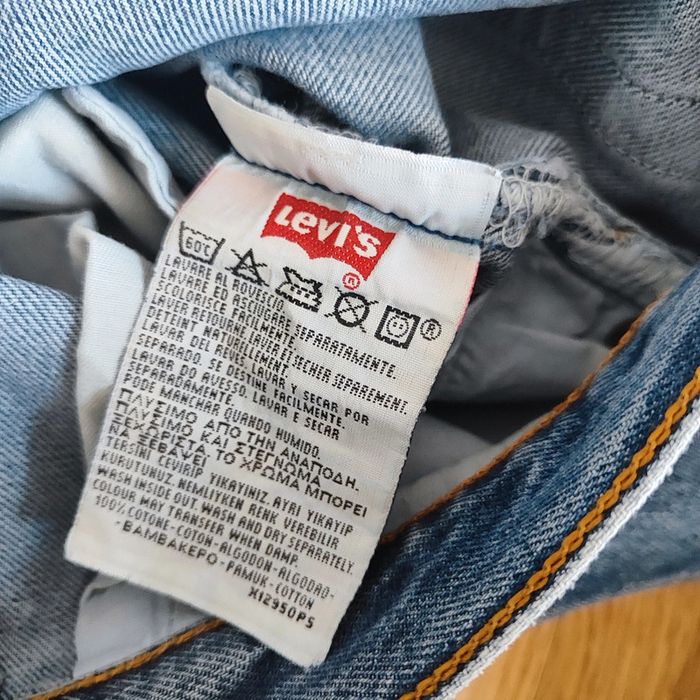 Levi's
®
60C ®
LAVARE AL ROVESCIO.
LAVARE ED ASCIUGARE SEPARATAMENTE.
SCOLORISCE FACILMENTE.
LAVER RETOURNE. LAVER ET SECHER SEPAREMENT.
DETEINT NATURELLEMENT.
LAVAR DEL REVES. LAVAR Y SECAR POR
SEPARADO. SE DESTINE FACILMENTE.
LAVAR DO AVESSO. LAVAR E SECAR
SEPARADAMENTE.
PODE MANCHAR QUANDO HUMIDO.
ΠΛΥΣΙΜΟ ΑΠΟ ΤΗΝ ΑΝΑΠΟΔΗ.
ΠΛΥΣΙΜΟ ΚΑΙ ΣΤΕΓΝΩΜΑ
ΞΕΧΩΡΙΣΤΑ. ΤΟ ΧΡΩΜΑ ΜΠΟΡΕΙ
ΝΑ ΞΕΒΑΨΕΙ
TERSINI CEVIRIP YIKAYINIZ. AYRI YIKAYIP
KURUTUNUZ. NEMLIYKEN RENK VEREBILIR.
WASH INSIDE OUT. WASH AND DRY SEPARATELY.
COLOUR MAY TRANSFER WHEN DAMP.
100% COTONE-COTON-ALGODON-ALGODAO-
-ΒΑΜΒΑΚΕΡΟ-PAMUK-COTTON
X12950PS